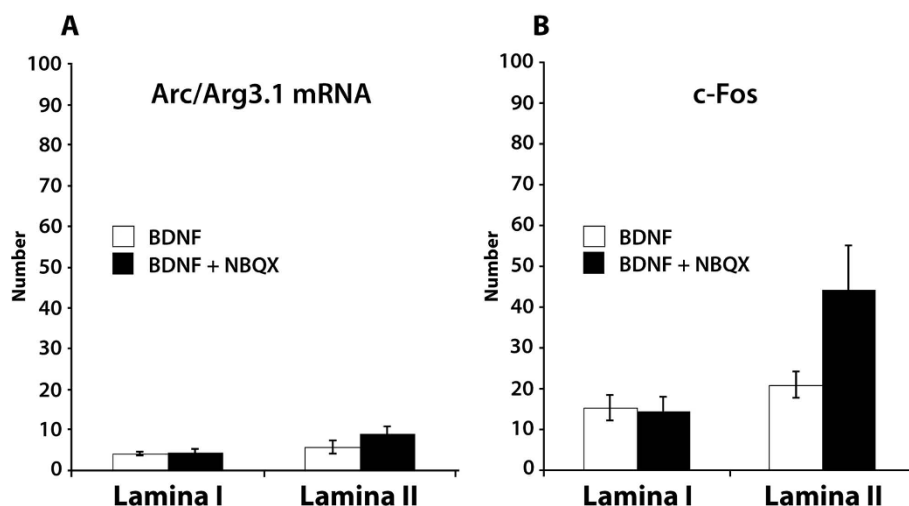 A
Arc/Arg3.1 mRNA
Number
100
90
80
70
60
50
40
30
20
10
0
BDNF
BDNF + NBQX
Lamina I
Lamina II
B
c-Fos
Number
100
90
80
70
60
50
40
30
20
10
0
BDNF
BDNF + NBQX
Lamina I
Lamina II